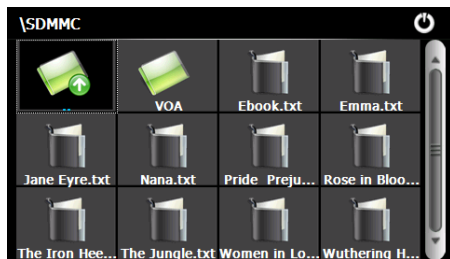 \SDMMC
..
VOA
Ebook.txt
Emma.txt
Jane Eyre.txt
Nana.txt
Pride Preju...
Rose in Bloo...
The Iron Hee...
The Jungle.txt
Women in Lo...
Wuthering H...